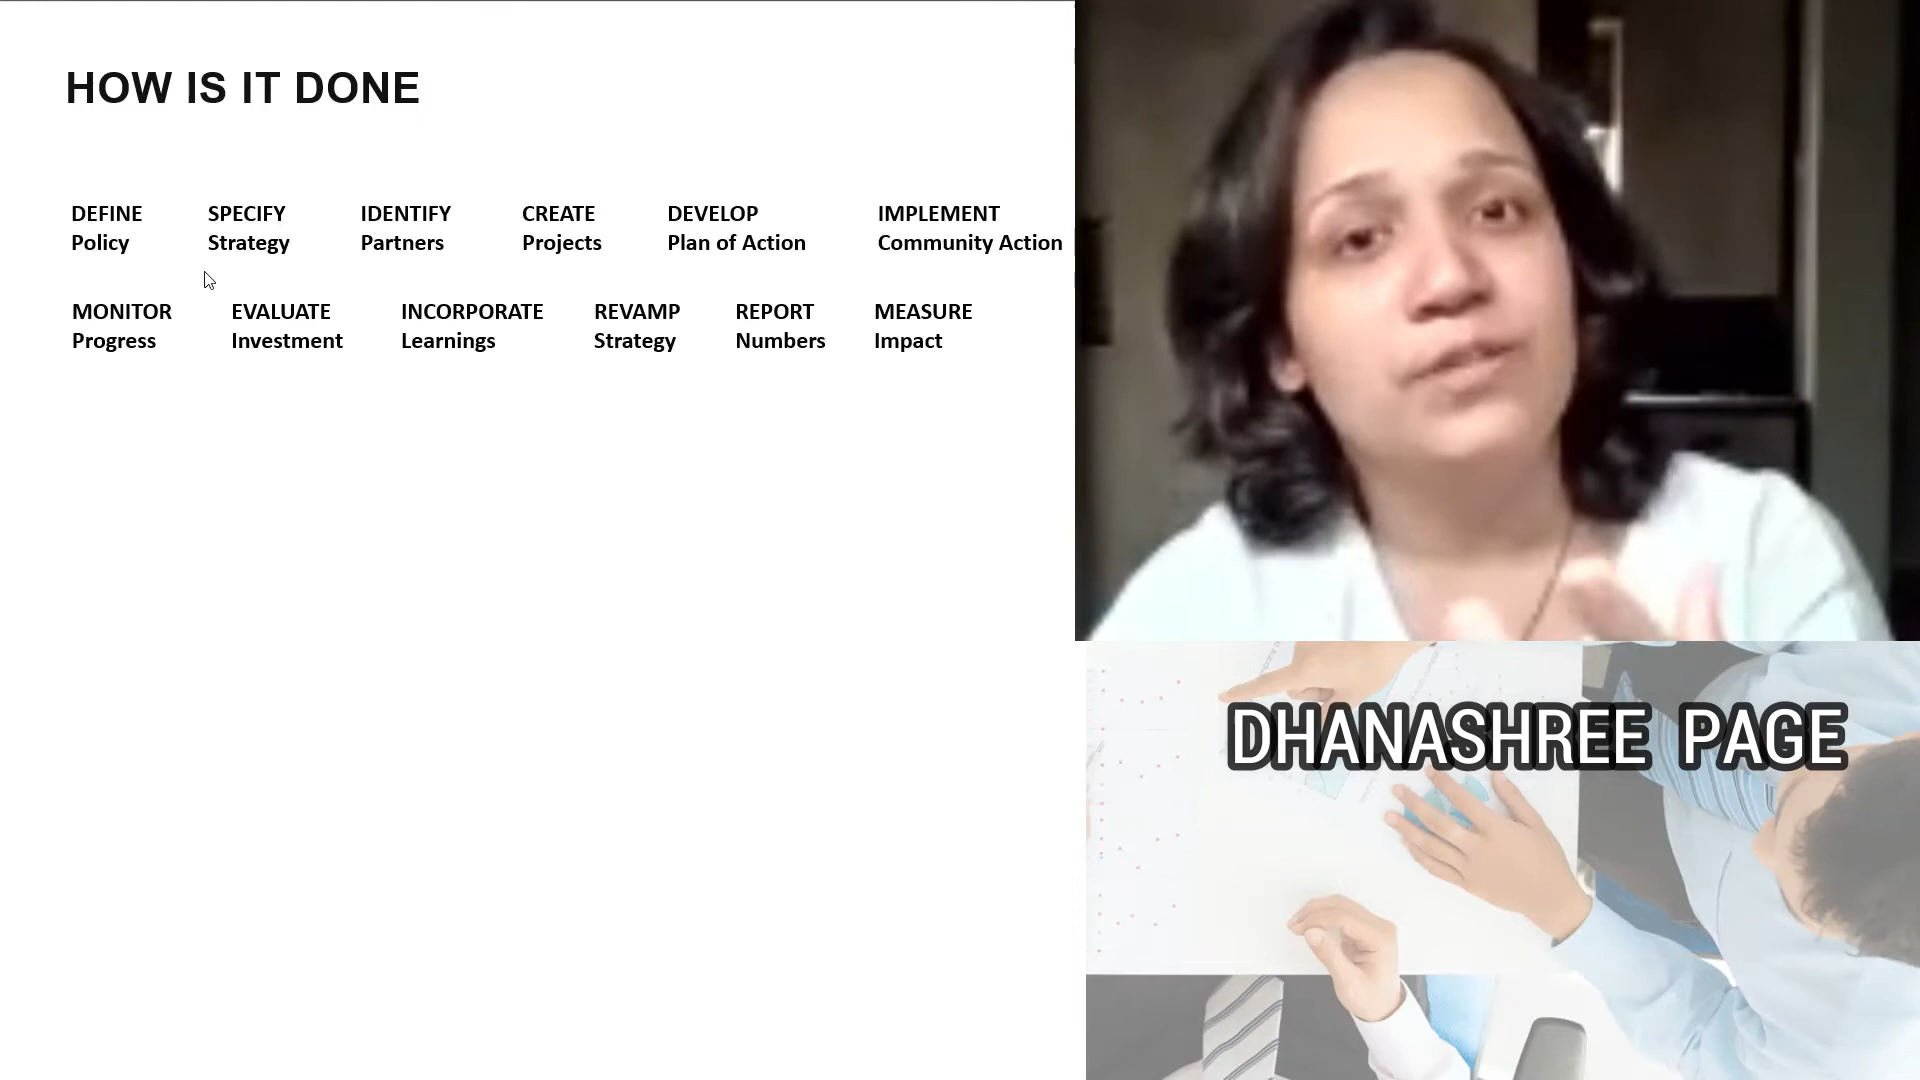 HOW IS IT DONE
DEFINE SPECIFY IDENTIFY CREATE DEVELOP IMPLEMENT
Policy Strategy Partners Projects Plan of Action Community Action
MONITOR EVALUATE INCORPORATE REVAMP REPORT MEASURE
Progress Investment Learnings Strategy Numbers Impact
DHANASHREE PAGE